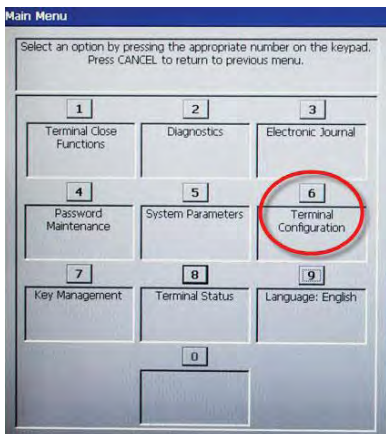 Main Menu
Select an option by pressing the appropriate number on the keypad.
Press CANCEL to return to previous menu.
1
2
3
Terminal Close
Functions
Diagnostics
Electronic Journal
4
5
6
Password
Maintenance
System Parameters
Terminal
Configuration
7
8
9
Key Management
Terminal Status
Language: English
0